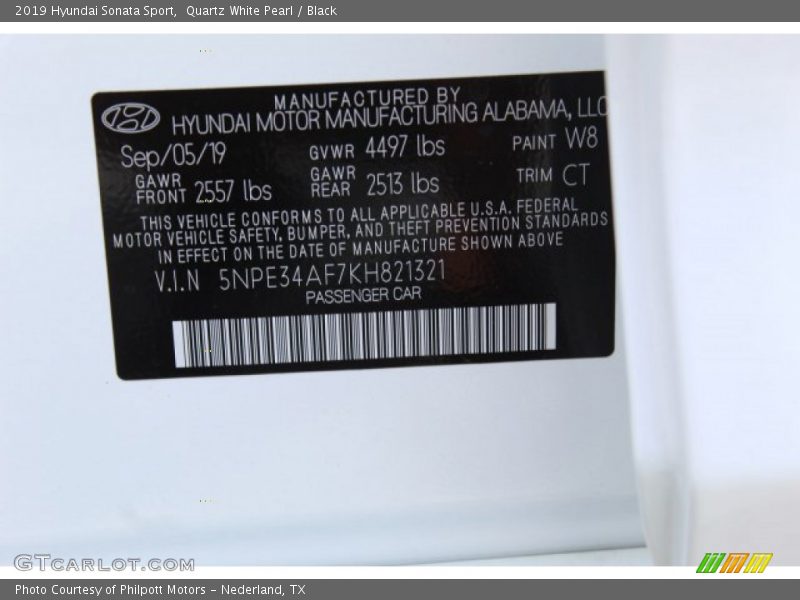 2019 Hyundai Sonata Sport,  Quartz White Pearl / Black
MANUFACTURED BY
HYUNDAI MOTOR MANUFACTURING ALABAMA, LLC
Sep/05/19 GVWR 4497 lbs PAINT W8
GAWR FRONT 2557 lbs GAWR REAR 2513 lbs TRIM CT
THIS VEHICLE CONFORMS TO ALL APPLICABLE U.S.A. FEDERAL
MOTOR VEHICLE SAFETY, BUMPER, AND THEFT PREVENTION STANDARDS
IN EFFECT ON THE DATE OF MANUFACTURE SHOWN ABOVE
V.I.N 5NPE34AF7KH821321
PASSENGER CAR
GTCARLOT.COM
Photo Courtesy of Philpott Motors - Nederland, TX